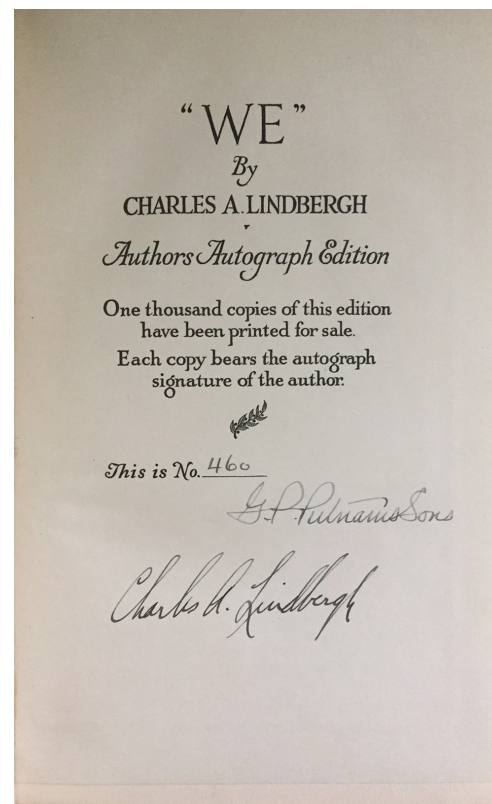 “WE”
By
CHARLES A. LINDBERGH
Authors Autograph Edition
One thousand copies of this edition
have been printed for sale.
Each copy bears the autograph
signature of the author.
This is No. 460
G. P. Putnams Sons
Charles A. Lindbergh